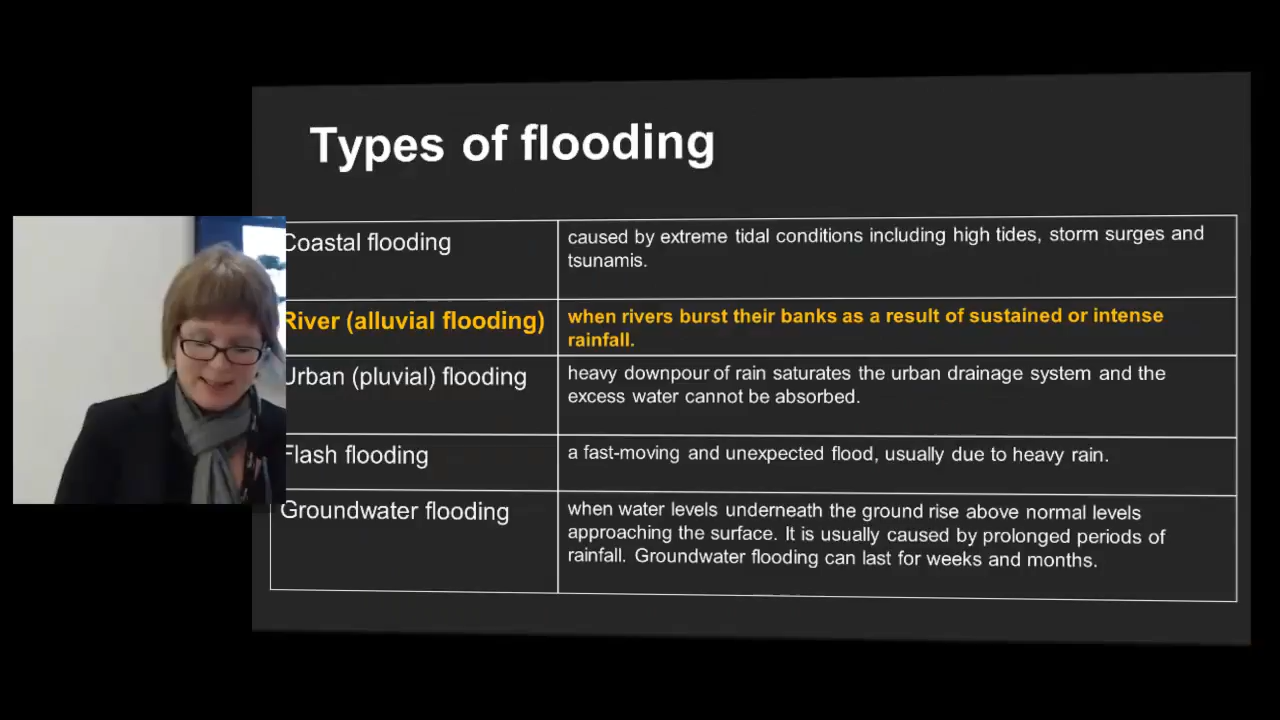 Types of flooding
Coastal flooding
caused by extreme tidal conditions including high tides, storm surges and
tsunamis.
River (alluvial flooding)
when rivers burst their banks as a result of sustained or intense
rainfall.
Urban (pluvial) flooding
heavy downpour of rain saturates the urban drainage system and the
excess water cannot be absorbed.
Flash flooding
a fast-moving and unexpected flood, usually due to heavy rain.
Groundwater flooding
when water levels underneath the ground rise above normal levels
approaching the surface. It is usually caused by prolonged periods of
rainfall. Groundwater flooding can last for weeks and months.